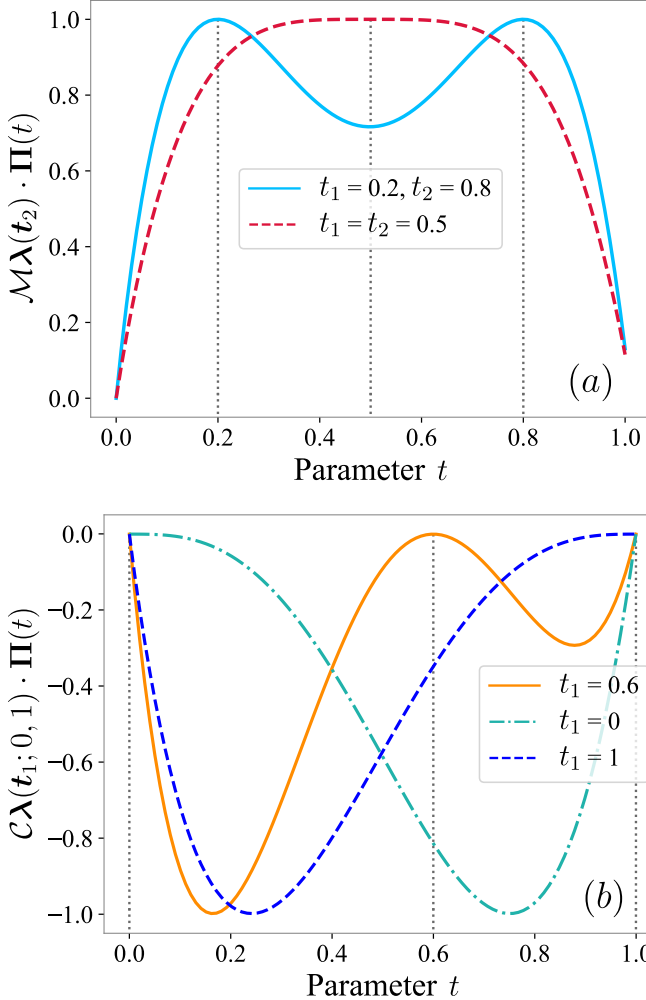 1.0
0.8
0.6
0.4
0.2
0.0
ℳ𝝀(𝒕₂) · 𝚷(t)
t₁ = 0.2, t₂ = 0.8
t₁ = t₂ = 0.5
(a)
0.0 0.2 0.4 0.6 0.8 1.0
Parameter t
0.0
−0.2
−0.4
−0.6
−0.8
−1.0
𝒞𝝀(𝒕₁; 0, 1) · 𝚷(t)
t₁ = 0.6
t₁ = 0
t₁ = 1
(b)
0.0 0.2 0.4 0.6 0.8 1.0
Parameter t